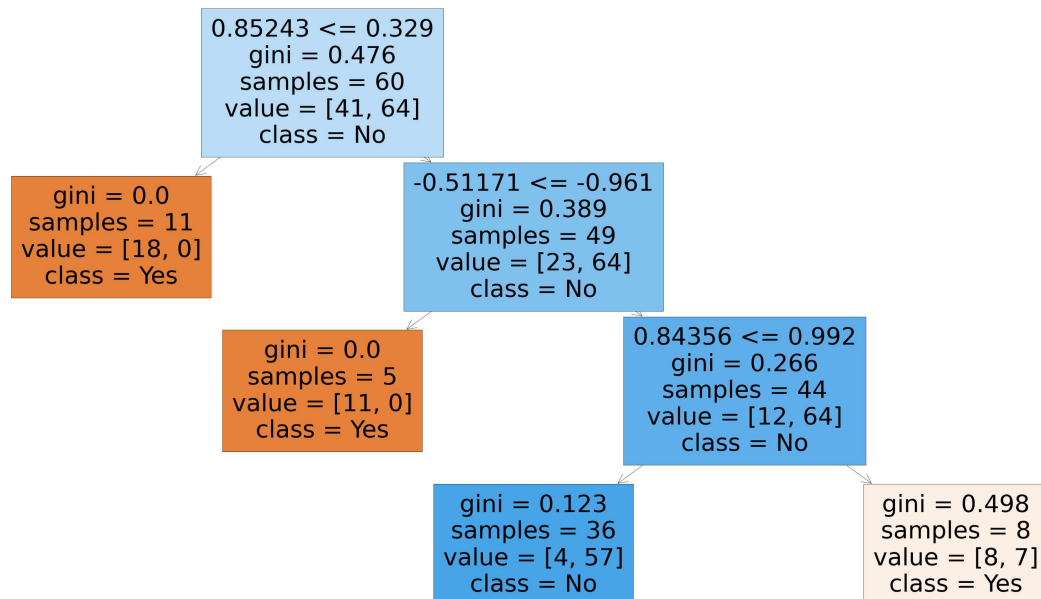 0.85243 <= 0.329
gini = 0.476
samples = 60
value = [41, 64]
class = No
gini = 0.0
samples = 11
value = [18, 0]
class = Yes
-0.51171 <= -0.961
gini = 0.389
samples = 49
value = [23, 64]
class = No
gini = 0.0
samples = 5
value = [11, 0]
class = Yes
0.84356 <= 0.992
gini = 0.266
samples = 44
value = [12, 64]
class = No
gini = 0.123
samples = 36
value = [4, 57]
class = No
gini = 0.498
samples = 8
value = [8, 7]
class = Yes